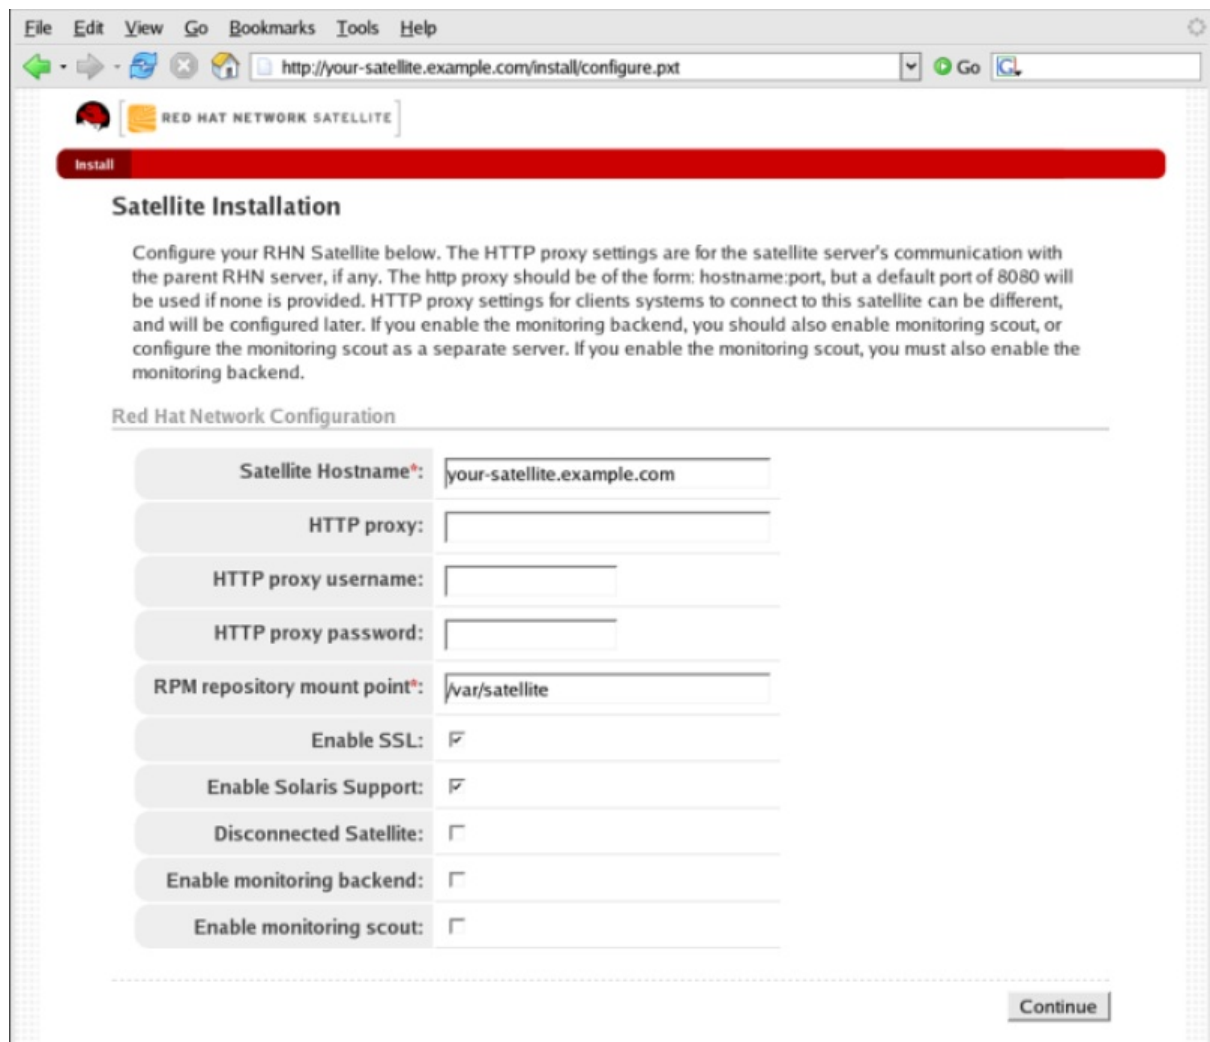 File Edit View Go Bookmarks Tools Help
http://your-satellite.example.com/install/configure.pxt Go G
RED HAT NETWORK SATELLITE
Install
Satellite Installation
Configure your RHN Satellite below. The HTTP proxy settings are for the satellite server's communication with
the parent RHN server, if any. The http proxy should be of the form: hostname:port, but a default port of 8080 will
be used if none is provided. HTTP proxy settings for clients systems to connect to this satellite can be different,
and will be configured later. If you enable the monitoring backend, you should also enable monitoring scout, or
configure the monitoring scout as a separate server. If you enable the monitoring scout, you must also enable the
monitoring backend.
Red Hat Network Configuration
Satellite Hostname*: your-satellite.example.com
HTTP proxy:
HTTP proxy username:
HTTP proxy password:
RPM repository mount point*: /var/satellite
Enable SSL:
Enable Solaris Support:
Disconnected Satellite:
Enable monitoring backend:
Enable monitoring scout:
Continue